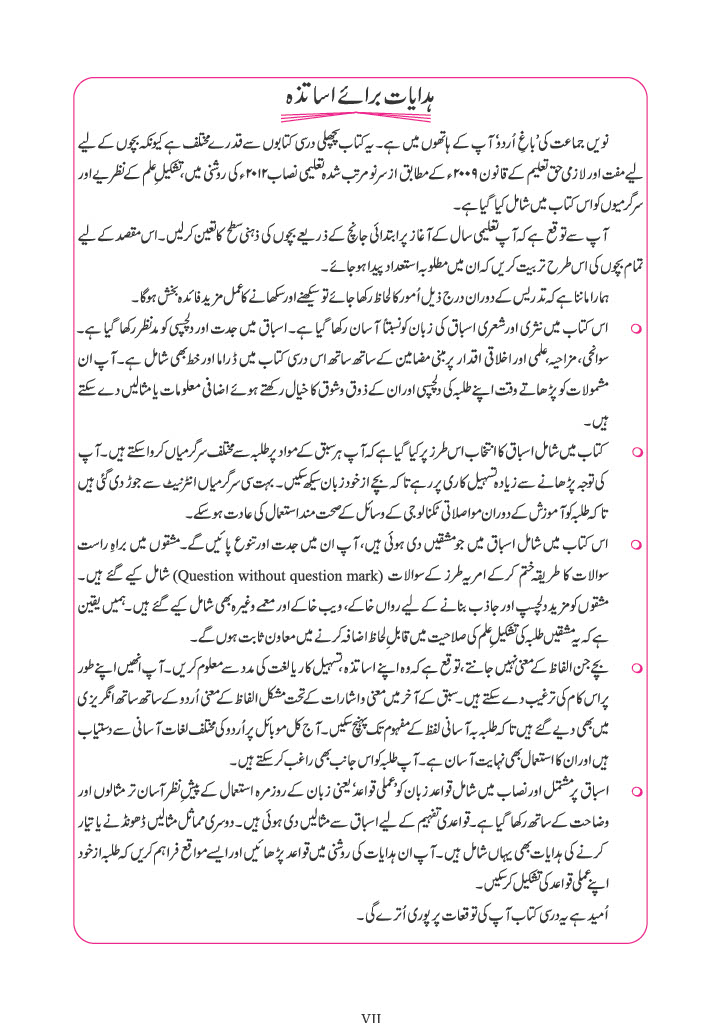 ہدایات برائے اساتذہ
نویں جماعت کی ’باغِ اُردو‘ آپ کے ہاتھوں میں ہے۔ یہ کتاب پچھلی درسی کتابوں سے قدرے مختلف ہے کیونکہ بچوں کے لیے
لیے مفت اور لازمی حق تعلیم کے قانون ۲۰۰۹ء کے مطابق از سرِ نو مرتب شدہ تعلیمی نصاب ۲۰۱۲ء کی روشنی میں، تشکیلِ علم کے نظریے اور
سرگرمیوں کو اس کتاب میں شامل کیا گیا ہے۔
آپ سے توقع ہے کہ آپ تعلیمی سال کے آغاز پر ابتدائی جانچ کے ذریعے بچوں کی ذہنی سطح کا تعین کرلیں۔ اس مقصد کے لیے
تمام بچوں کی اس طرح تربیت کریں کہ ان میں مطلوبہ استعداد پیدا ہوجائے۔
ہمارا ماننا ہے کہ تدریس کے دوران درج ذیل اُمور کا لحاظ رکھا جائے تو سیکھنے اور سکھانے کا عمل مزید فائدہ بخش ہوگا۔
اس کتاب میں نثری اور شعری اسباق کی زبان کو نسبتاً آسان رکھا گیا ہے۔ اسباق میں جدت اور دلچسپی کو مدنظر رکھا گیا ہے۔
سوانحی، مزاحیہ، علمی اور اخلاقی اقدار پر مبنی مضامین کے ساتھ ساتھ اس درسی کتاب میں ڈراما اور خط بھی شامل ہے۔ آپ ان
مشمولات کو پڑھاتے وقت اپنے طلبہ کی دلچسپی اور ان کے ذوق وشوق کا خیال رکھتے ہوئے اضافی معلومات یا مثالیں دے سکتے
ہیں۔
کتاب میں شامل اسباق کا انتخاب اس طرز پر کیا گیا ہے کہ آپ ہر سبق کے مواد پر طلبہ سے مختلف سرگرمیاں کرواسکتے ہیں۔ آپ
کی توجہ پڑھانے سے زیادہ تسہیل کاری پر رہے تاکہ بچے از خود زبان سیکھ سکیں۔ بہت سی سرگرمیاں انٹرنیٹ سے جوڑ دی گئی ہیں
تاکہ طلبہ کو آموزش کے دوران مواصلاتی ٹکنالوجی کے وسائل کے صحت مند استعمال کی عادت ہوسکے۔
اس کتاب میں شامل اسباق میں جو مشقیں دی ہوئی ہیں، آپ ان میں جدت اور تنوع پائیں گے۔ مشقوں میں براہِ راست
سوالات کا طریقہ ختم کرکے امریہ طرز کے سوالات (Question without question mark) شامل کیے گئے ہیں۔
مشقوں کو مزید دلچسپ اور جاذب بنانے کے لیے رواں خاکے، ویب خاکے اور معمے وغیرہ بھی شامل کیے گئے ہیں۔ ہمیں یقین
ہے کہ یہ مشقیں طلبہ کی تشکیلِ علم کی صلاحیت میں قابلِ لحاظ اضافہ کرنے میں معاون ثابت ہوں گے۔
بچے جن الفاظ کے معنی نہیں جانتے، توقع ہے کہ وہ اپنے اساتذہ، تسہیل کار یا لغت کی مدد سے معلوم کریں۔ آپ انھیں اپنے طور
پر اس کام کی ترغیب دے سکتے ہیں۔ سبق کے آخر میں معنی واشارات کے تحت مشکل الفاظ کے معنی اُردو کے ساتھ ساتھ انگریزی
میں بھی دیے گئے ہیں تاکہ طلبہ بہ آسانی لفظ کے مفہوم تک پہنچ سکیں۔ آج کل موبائل پر اُردو کی مختلف لغات آسانی سے دستیاب
ہیں اور ان کا استعمال بھی نہایت آسان ہے۔ آپ طلبہ کو اس جانب بھی راغب کرسکتے ہیں۔
اسباق پر مشتمل اور نصاب میں شامل قواعد زبان کو ’عملی قواعد‘ یعنی زبان کے روزمرہ استعمال کے پیشِ نظر آسان تر مثالوں اور
وضاحت کے ساتھ رکھا گیا ہے۔ قواعدی تفہیم کے لیے اسباق سے مثالیں دی ہوئی ہیں۔ دوسری مماثل مثالیں ڈھونڈنے یا تیار
کرنے کی ہدایات بھی یہاں شامل ہیں۔ آپ ان ہدایات کی روشنی میں قواعد پڑھائیں اور ایسے مواقع فراہم کریں کہ طلبہ از خود
اپنے عملی قواعد کی تشکیل کرسکیں۔
اُمید ہے یہ درسی کتاب آپ کی توقعات پر پوری اُترے گی۔
VII